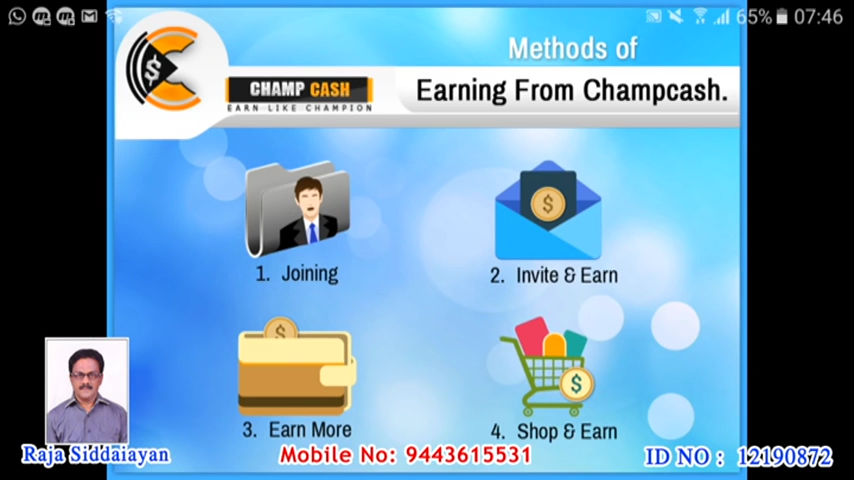 65% 07:46
Methods of
CHAMP CASH
EARN LIKE CHAMPION
Earning From Champcash.
1. Joining
2. Invite & Earn
3. Earn More
4. Shop & Earn
Raja Siddaiayan
Mobile No: 9443615531
ID NO : 12190872